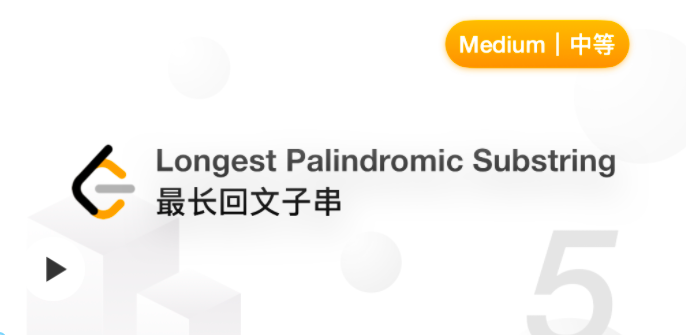 Medium | 中等
Longest Palindromic Substring
最长回文子串
5